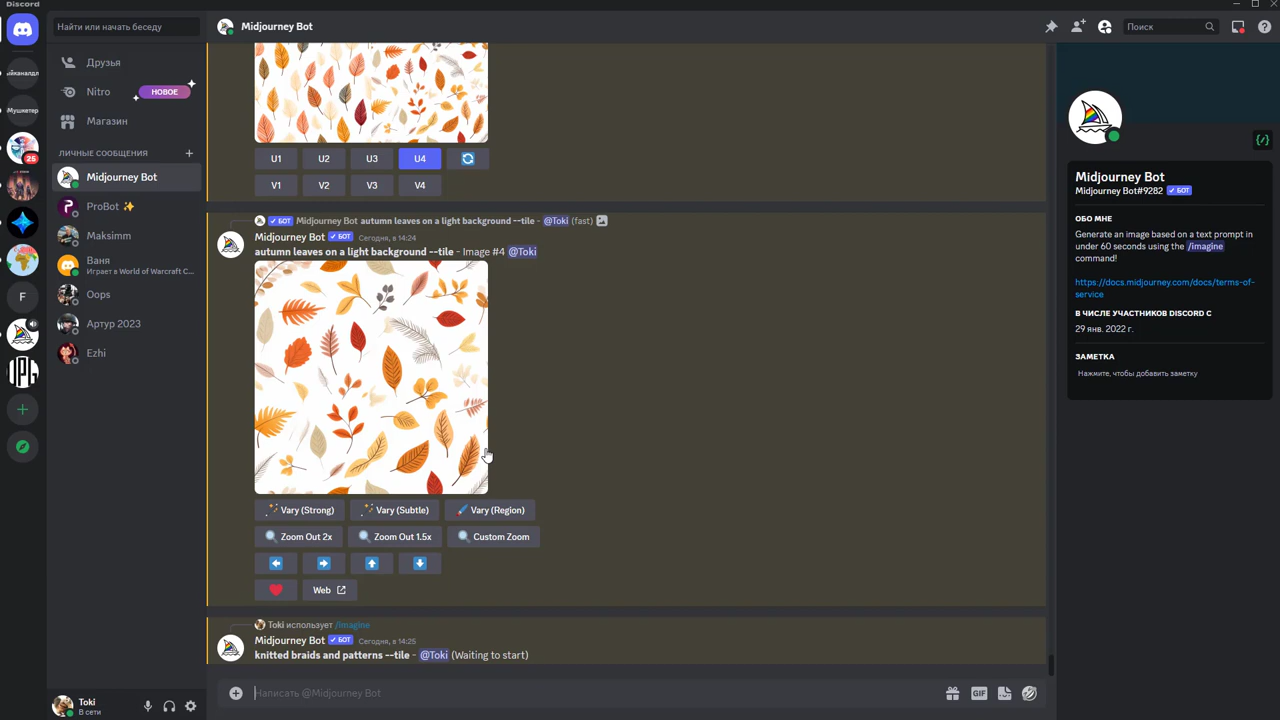 Discord
Найти или начать беседу
Midjourney Bot
Поиск
Друзья
Nitro
НОВОЕ
Магазин
ЛИЧНЫЕ СООБЩЕНИЯ
Midjourney Bot
ProBot ✨
Maksimm
Ваня
Играет в World of Warcraft C...
Oops
Артур 2023
Ezhi
Мушкетер
25
F
Toki
В сети
U1 U2 U3 U4
V1 V2 V3 V4
✓ БОТ Midjourney Bot autumn leaves on a light background --tile - @Toki (fast)
Midjourney Bot ✓ БОТ Сегодня, в 14:24
autumn leaves on a light background --tile - Image #4 @Toki
Vary (Strong) Vary (Subtle) Vary (Region)
Zoom Out 2x Zoom Out 1.5x Custom Zoom
Web
Toki использует /imagine
Midjourney Bot ✓ БОТ Сегодня, в 14:25
knitted braids and patterns --tile - @Toki (Waiting to start)
Написать @Midjourney Bot
GIF
Midjourney Bot
Midjourney Bot#9282 ✓ БОТ
ОБО МНЕ
Generate an image based on a text prompt in
under 60 seconds using the /imagine
command!
https://docs.midjourney.com/docs/terms-of-
service
В ЧИСЛЕ УЧАСТНИКОВ DISCORD С
29 янв. 2022 г.
ЗАМЕТКА
Нажмите, чтобы добавить заметку